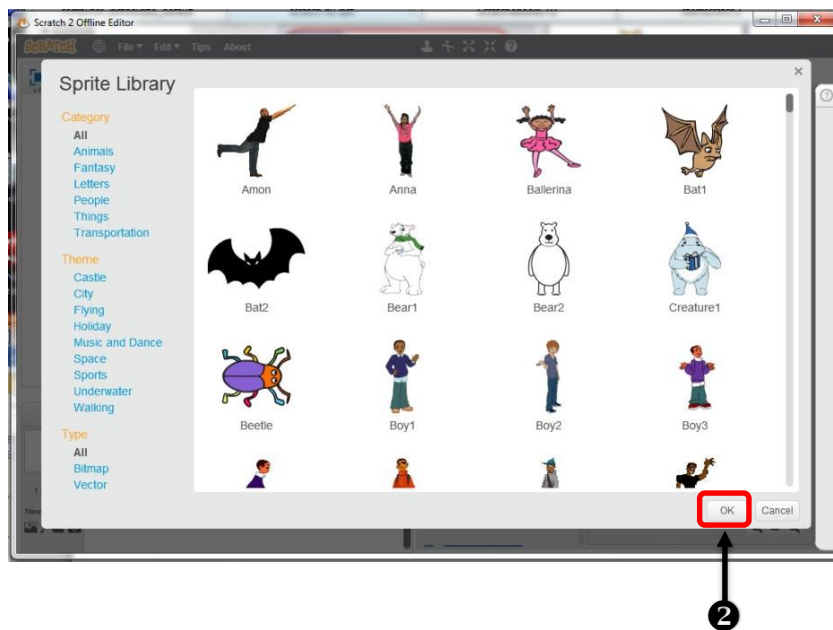 Scratch 2 Offline Editor
SCRATCH File Edit Tips About
Sprite Library
Category
All
Animals
Fantasy
Letters
People
Things
Transportation
Theme
Castle
City
Flying
Holiday
Music and Dance
Space
Sports
Underwater
Walking
Type
All
Bitmap
Vector
Amon Anna Ballerina Bat1
Bat2 Bear1 Bear2 Creature1
Beetle Boy1 Boy2 Boy3
OK Cancel
New
2